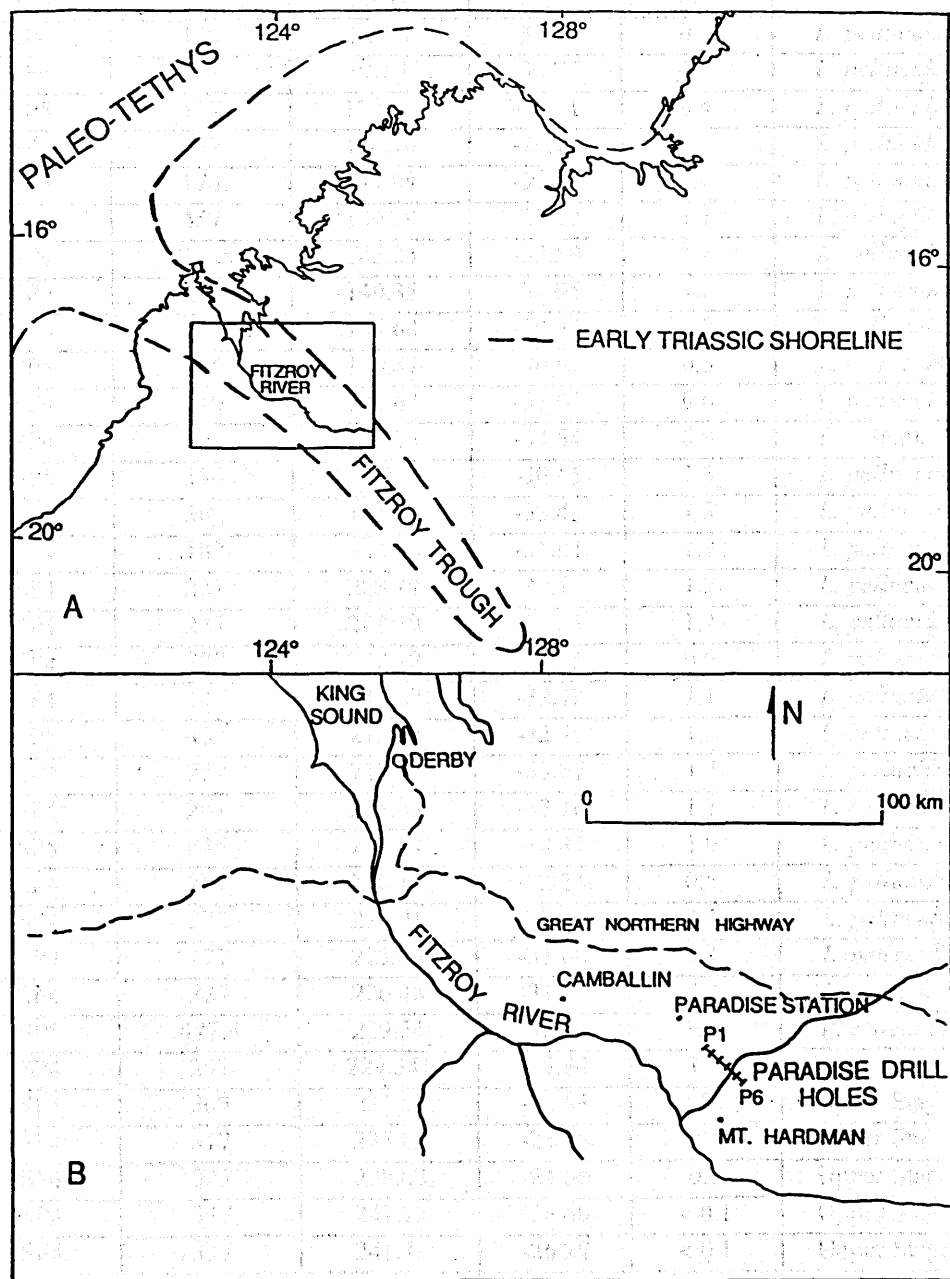 124°
128°
PALEO-TETHYS
16°
16°
EARLY TRIASSIC SHORELINE
FITZROY
RIVER
FITZROY TROUGH
20°
20°
A
124°
128°
KING
SOUND
N
DERBY
0
100 km
GREAT NORTHERN HIGHWAY
FITZROY RIVER
CAMBALLIN
PARADISE STATION
P1
PARADISE DRILL
HOLES
P6
MT. HARDMAN
B